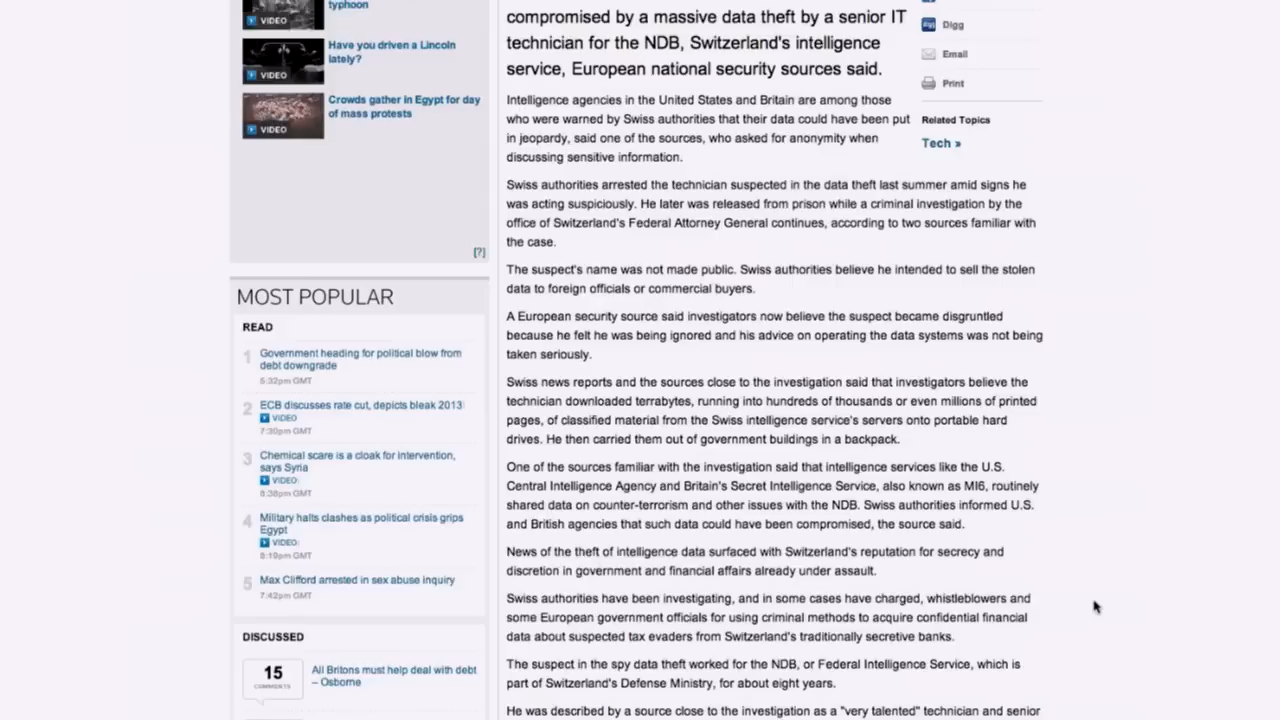 typhoon
VIDEO
Have you driven a Lincoln
lately?
VIDEO
Crowds gather in Egypt for day
of mass protests
VIDEO
[?]
MOST POPULAR
READ
1 Government heading for political blow from
debt downgrade
5:32pm GMT
2 ECB discusses rate cut, depicts bleak 2013
VIDEO
7:30pm GMT
3 Chemical scare is a cloak for intervention,
says Syria
VIDEO
8:38pm GMT
4 Military halts clashes as political crisis grips
Egypt
VIDEO
8:19pm GMT
5 Max Clifford arrested in sex abuse inquiry
7:42pm GMT
DISCUSSED
15
COMMENTS
All Britons must help deal with debt
– Osborne
compromised by a massive data theft by a senior IT
technician for the NDB, Switzerland's intelligence
service, European national security sources said.
Intelligence agencies in the United States and Britain are among those
who were warned by Swiss authorities that their data could have been put
in jeopardy, said one of the sources, who asked for anonymity when
discussing sensitive information.
Swiss authorities arrested the technician suspected in the data theft last summer amid signs he
was acting suspiciously. He later was released from prison while a criminal investigation by the
office of Switzerland's Federal Attorney General continues, according to two sources familiar with
the case.
The suspect's name was not made public. Swiss authorities believe he intended to sell the stolen
data to foreign officials or commercial buyers.
A European security source said investigators now believe the suspect became disgruntled
because he felt he was being ignored and his advice on operating the data systems was not being
taken seriously.
Swiss news reports and the sources close to the investigation said that investigators believe the
technician downloaded terrabytes, running into hundreds of thousands or even millions of printed
pages, of classified material from the Swiss intelligence service's servers onto portable hard
drives. He then carried them out of government buildings in a backpack.
One of the sources familiar with the investigation said that intelligence services like the U.S.
Central Intelligence Agency and Britain's Secret Intelligence Service, also known as MI6, routinely
shared data on counter-terrorism and other issues with the NDB. Swiss authorities informed U.S.
and British agencies that such data could have been compromised, the source said.
News of the theft of intelligence data surfaced with Switzerland's reputation for secrecy and
discretion in government and financial affairs already under assault.
Swiss authorities have been investigating, and in some cases have charged, whistleblowers and
some European government officials for using criminal methods to acquire confidential financial
data about suspected tax evaders from Switzerland's traditionally secretive banks.
The suspect in the spy data theft worked for the NDB, or Federal Intelligence Service, which is
part of Switzerland's Defense Ministry, for about eight years.
He was described by a source close to the investigation as a "very talented" technician and senior
Digg
Email
Print
Related Topics
Tech »